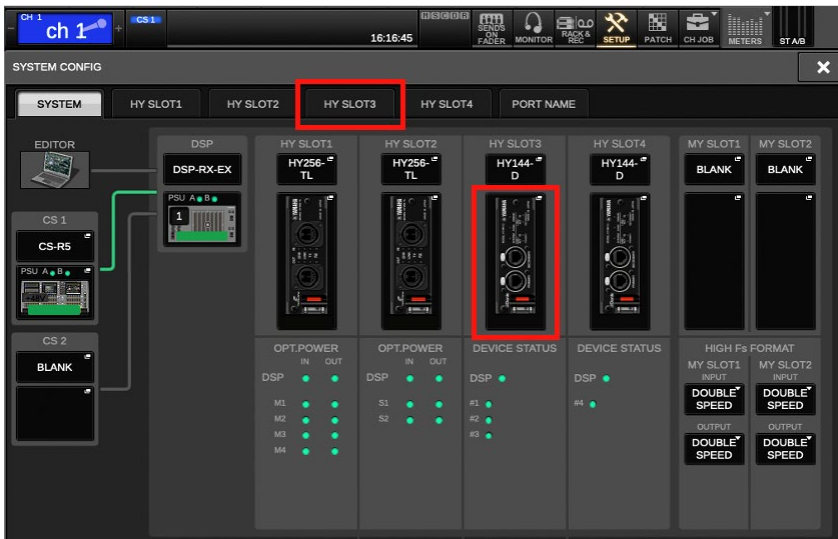 CH 1
ch 1
CS 1
16:16:45
SENDS ON FADER
MONITOR
RACK & REC
SETUP
PATCH
CH JOB
METERS
ST A/B
SYSTEM CONFIG
SYSTEM
HY SLOT1
HY SLOT2
HY SLOT3
HY SLOT4
PORT NAME
EDITOR
DSP
HY SLOT1
HY SLOT2
HY SLOT3
HY SLOT4
MY SLOT1
MY SLOT2
DSP-RX-EX
HY256-
TL
HY256-
TL
HY144-
D
HY144-
D
BLANK
BLANK
PSU A B
1
CS 1
CS-R5
PSU A B
+48V
CS 2
BLANK
OPT.POWER
IN OUT
DSP
M1
M2
M3
M4
OPT.POWER
IN OUT
DSP
S1
S2
DEVICE STATUS
DSP
#1
#2
#3
DEVICE STATUS
DSP
#4
HIGH Fs FORMAT
MY SLOT1
INPUT
DOUBLE
SPEED
OUTPUT
DOUBLE
SPEED
MY SLOT2
INPUT
DOUBLE
SPEED
OUTPUT
DOUBLE
SPEED